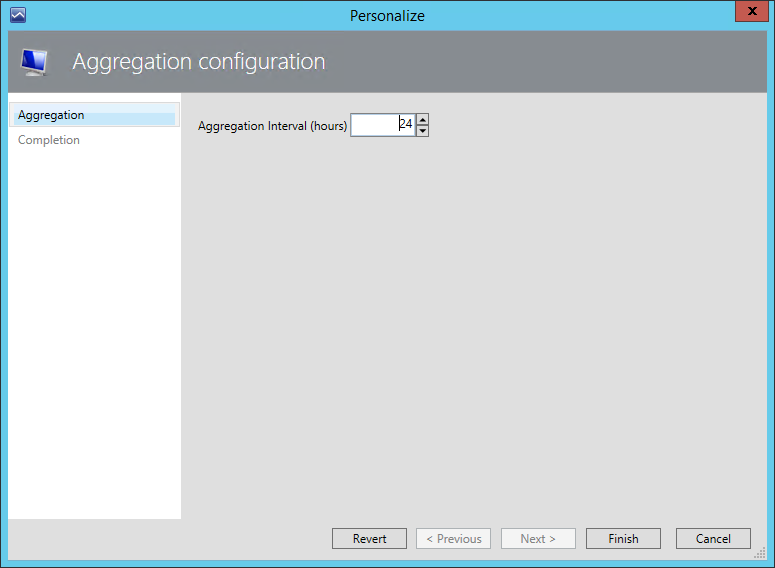 Personalize
x
Aggregation configuration
Aggregation
Completion
Aggregation Interval (hours) 24
Revert
< Previous
Next >
Finish
Cancel